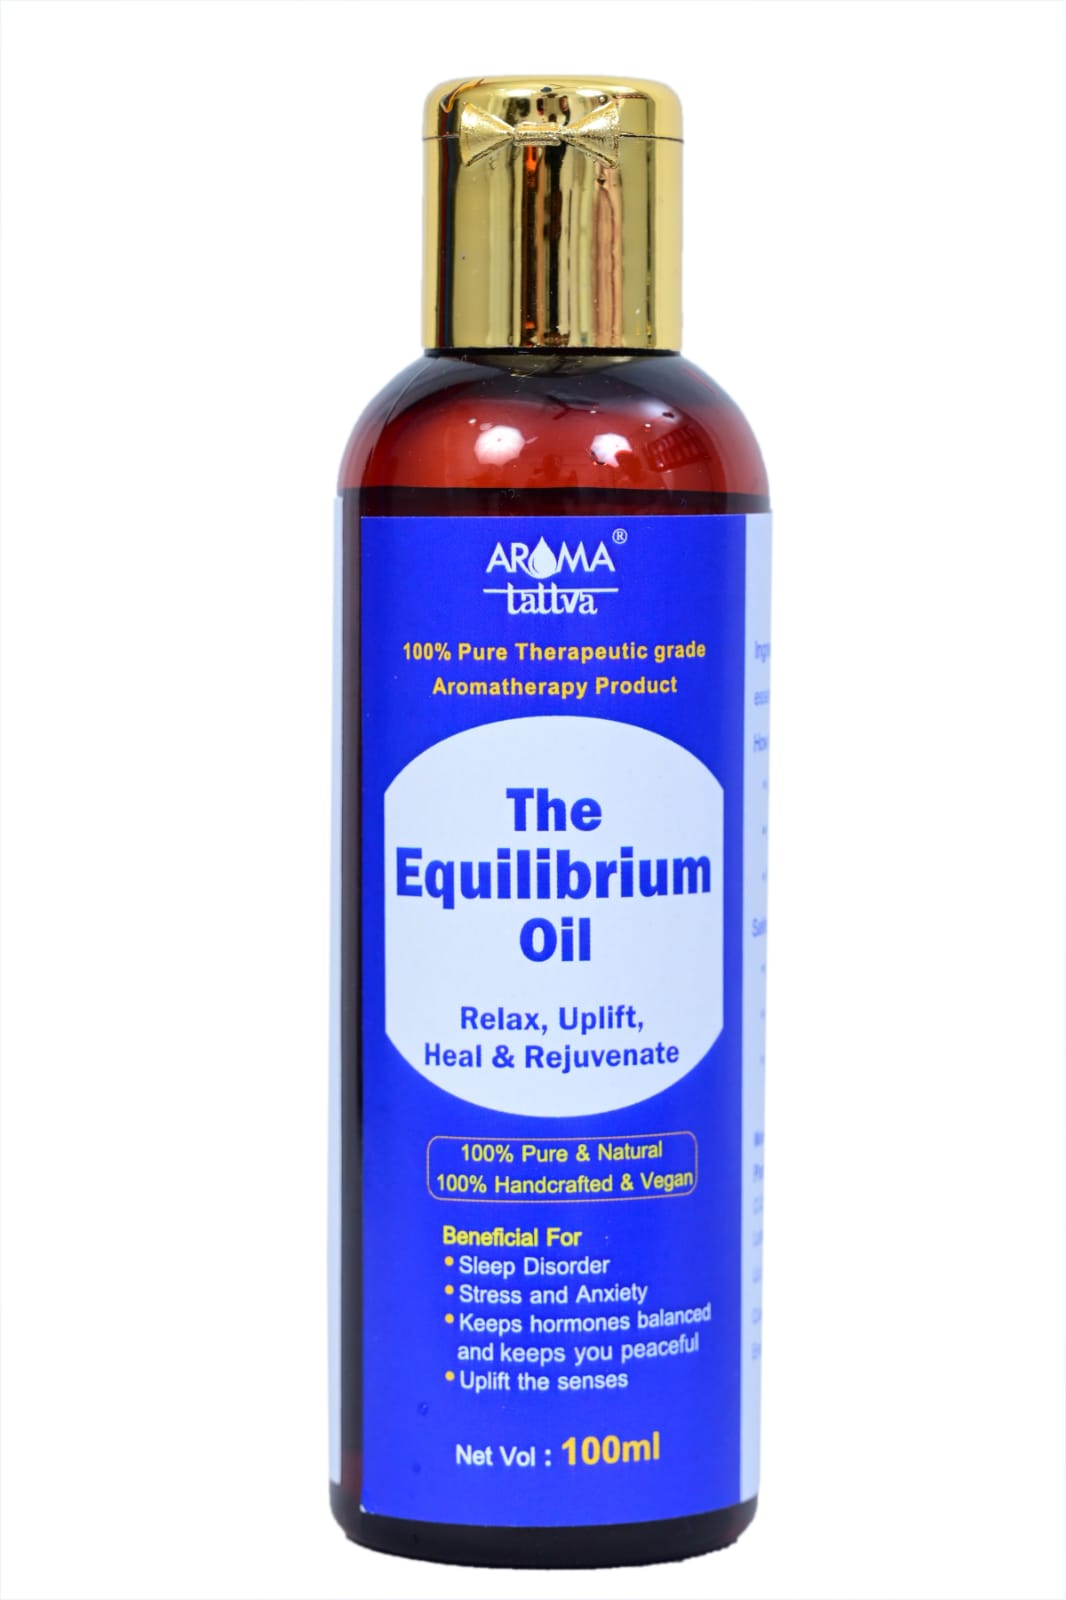 AROMA®
tattva
100% Pure Therapeutic grade
Aromatherapy Product
The
Equilibrium
Oil
Relax, Uplift,
Heal & Rejuvenate
100% Pure & Natural
100% Handcrafted & Vegan
Beneficial For
• Sleep Disorder
• Stress and Anxiety
• Keeps hormones balanced
and keeps you peaceful
• Uplift the senses
Net Vol : 100ml